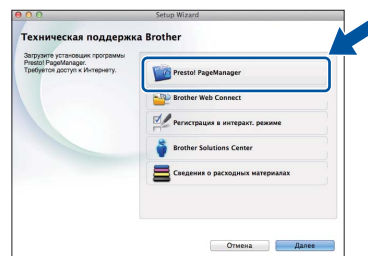 Setup Wizard
Техническая поддержка Brother
Загрузите установщик программы
Presto! PageManager.
Требуется доступ к Интернету.
Presto! PageManager
Brother Web Connect
Регистрация в интеракт. режиме
Brother Solutions Center
Сведения о расходных материалах
Отмена
Далее